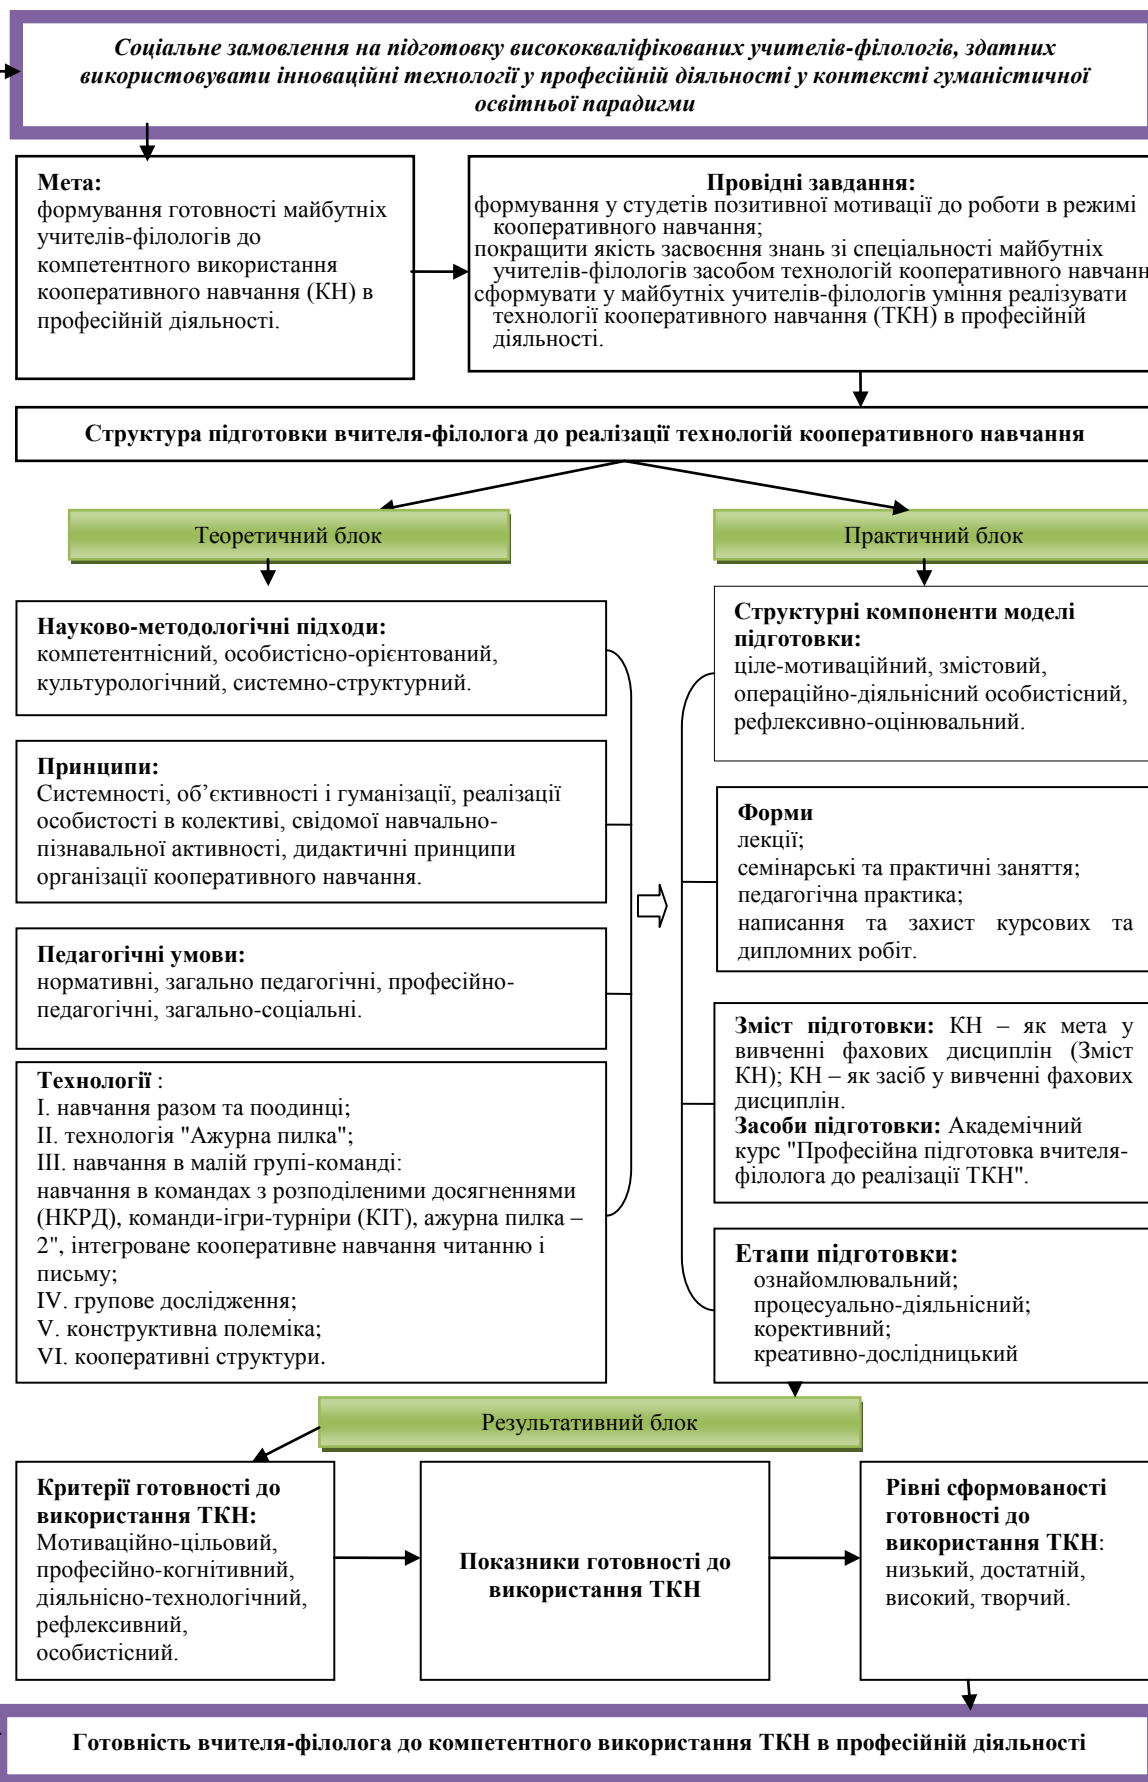 Соціальне замовлення на підготовку висококваліфікованих учителів-філологів, здатних
використовувати інноваційні технології у професійній діяльності у контексті гуманістичної
освітньої парадигми
Мета:
формування готовності майбутніх
учителів-філологів до
компетентного використання
кооперативного навчання (КН) в
професійній діяльності.
Провідні завдання:
формування у студетів позитивної мотивації до роботи в режимі
кооперативного навчання;
покращити якість засвоєння знань зі спеціальності майбутніх
учителів-філологів засобом технологій кооперативного навчанн
сформувати у майбутніх учителів-філологів уміння реалізувати
технології кооперативного навчання (ТКН) в професійній
діяльності.
Структура підготовки вчителя-філолога до реалізації технологій кооперативного навчання
Теоретичний блок
Практичний блок
Науково-методологічні підходи:
компетентнісний, особистісно-орієнтований,
культурологічний, системно-структурний.
Принципи:
Системності, об’єктивності і гуманізації, реалізації
особистості в колективі, свідомої навчально-
пізнавальної активності, дидактичні принципи
організації кооперативного навчання.
Педагогічні умови:
нормативні, загально педагогічні, професійно-
педагогічні, загально-соціальні.
Технології :
І. навчання разом та поодинці;
ІІ. технологія "Ажурна пилка";
ІІІ. навчання в малій групі-команді:
навчання в командах з розподіленими досягненнями
(НКРД), команди-ігри-турніри (КІТ), ажурна пилка –
2", інтегроване кооперативне навчання читанню і
письму;
IV. групове дослідження;
V. конструктивна полеміка;
VI. кооперативні структури.
Структурні компоненти моделі
підготовки:
ціле-мотиваційний, змістовий,
операційно-діяльнісний особистісний,
рефлексивно-оцінювальний.
Форми
лекції;
семінарські та практичні заняття;
педагогічна практика;
написання та захист курсових та
дипломних робіт.
Зміст підготовки: КН – як мета у
вивченні фахових дисциплін (Зміст
КН); КН – як засіб у вивченні фахових
дисциплін.
Засоби підготовки: Академічний
курс "Професійна підготовка вчителя-
філолога до реалізації ТКН".
Етапи підготовки:
ознайомлювальний;
процесуально-діяльнісний;
корективний;
креативно-дослідницький
Результативний блок
Критерії готовності до
використання ТКН:
Мотиваційно-цільовий,
професійно-когнітивний,
діяльнісно-технологічний,
рефлексивний,
особистісний.
Показники готовності до
використання ТКН
Рівні сформованості
готовності до
використання ТКН:
низький, достатній,
високий, творчий.
Готовність вчителя-філолога до компетентного використання ТКН в професійній діяльності